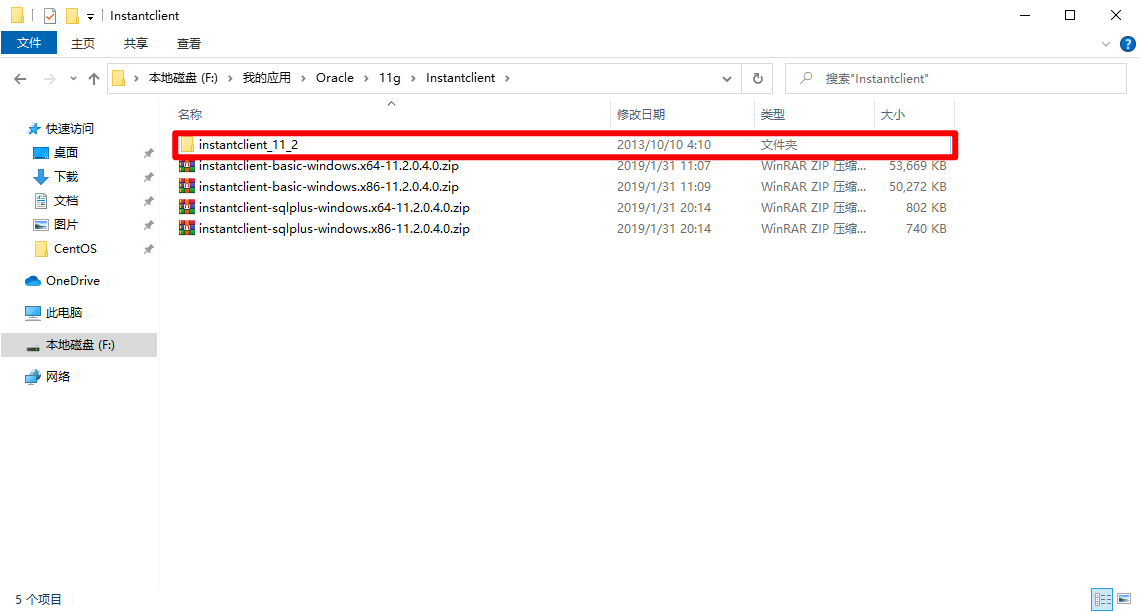 Instantclient
文件 主页 共享 查看
本地磁盘 (F:) 我的应用 Oracle 11g Instantclient 搜索"Instantclient"
名称 修改日期 类型 大小
快速访问
桌面
下载
文档
图片
CentOS
OneDrive
此电脑
本地磁盘 (F:)
网络
instantclient_11_2 2013/10/10 4:10 文件夹
instantclient-basic-windows.x64-11.2.0.4.0.zip 2019/1/31 11:07 WinRAR ZIP 压缩... 53,669 KB
instantclient-basic-windows.x86-11.2.0.4.0.zip 2019/1/31 11:09 WinRAR ZIP 压缩... 50,272 KB
instantclient-sqlplus-windows.x64-11.2.0.4.0.zip 2019/1/31 20:14 WinRAR ZIP 压缩... 802 KB
instantclient-sqlplus-windows.x86-11.2.0.4.0.zip 2019/1/31 20:14 WinRAR ZIP 压缩... 740 KB
5 个项目